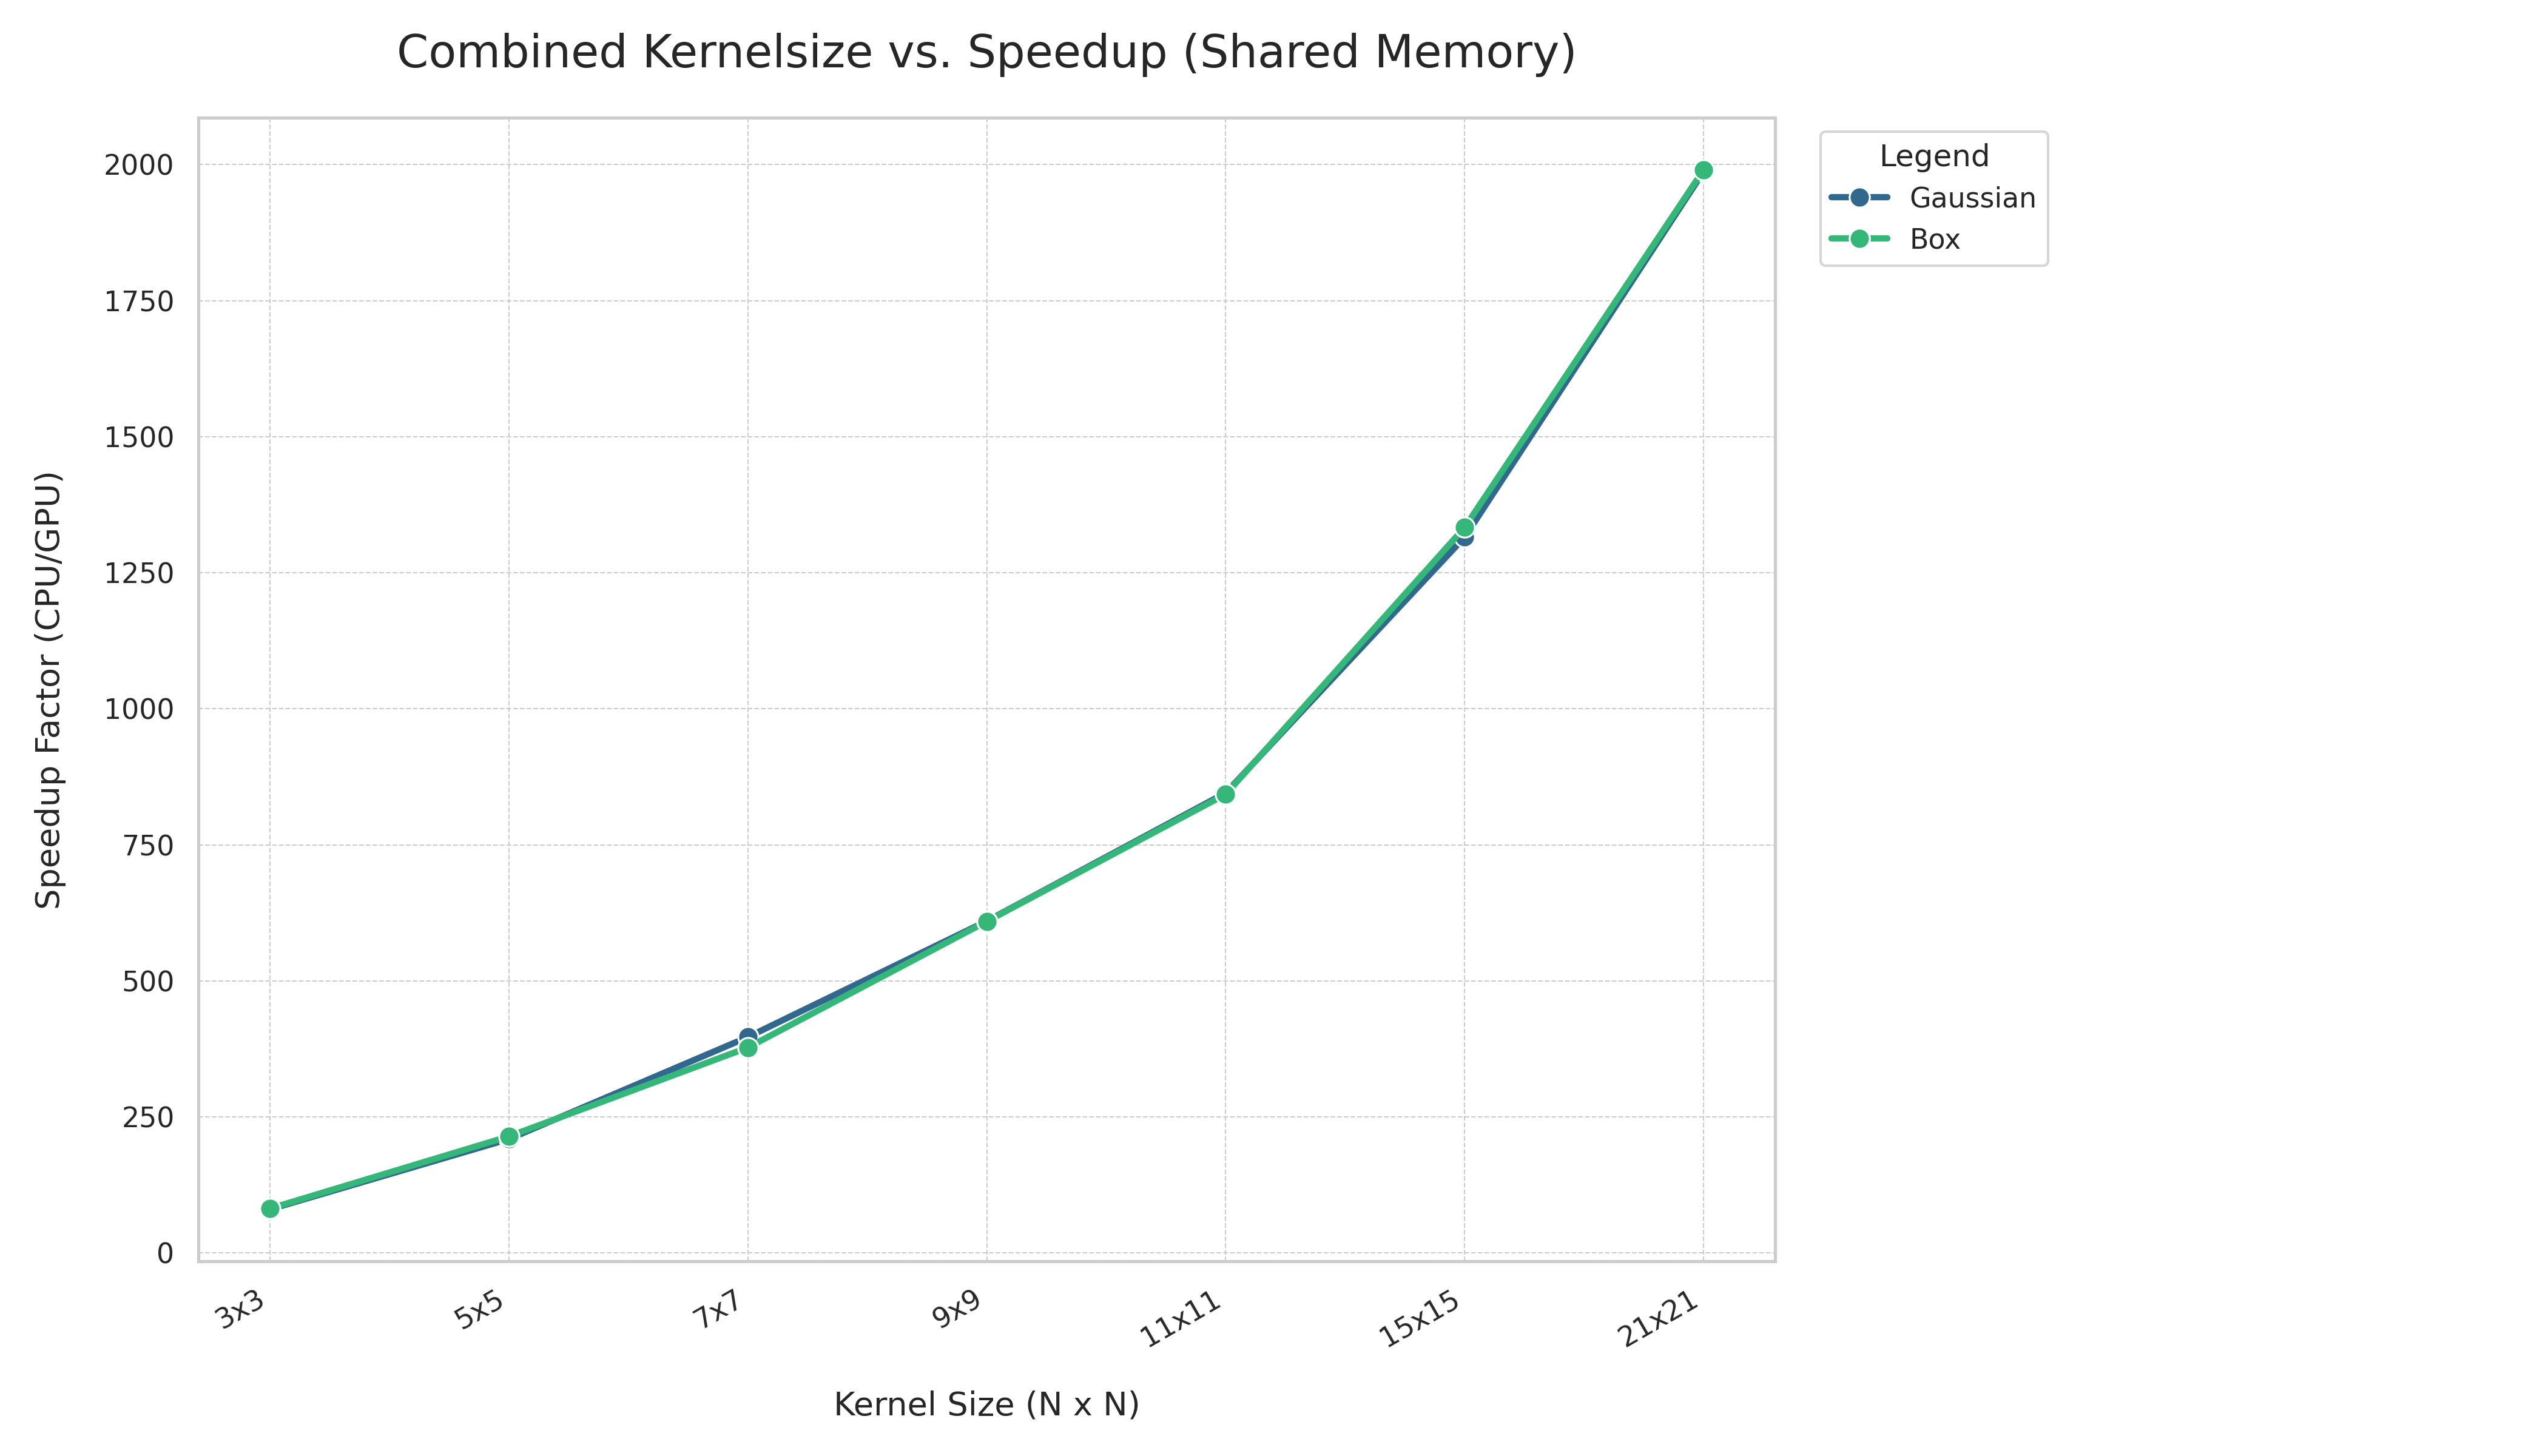 Combined Kernelsize vs. Speedup (Shared Memory)
Legend
Gaussian
Box
Speedup Factor (CPU/GPU)
2000
1750
1500
1250
1000
750
500
250
0
3x3
5x5
7x7
9x9
11x11
15x15
21x21
Kernel Size (N x N)